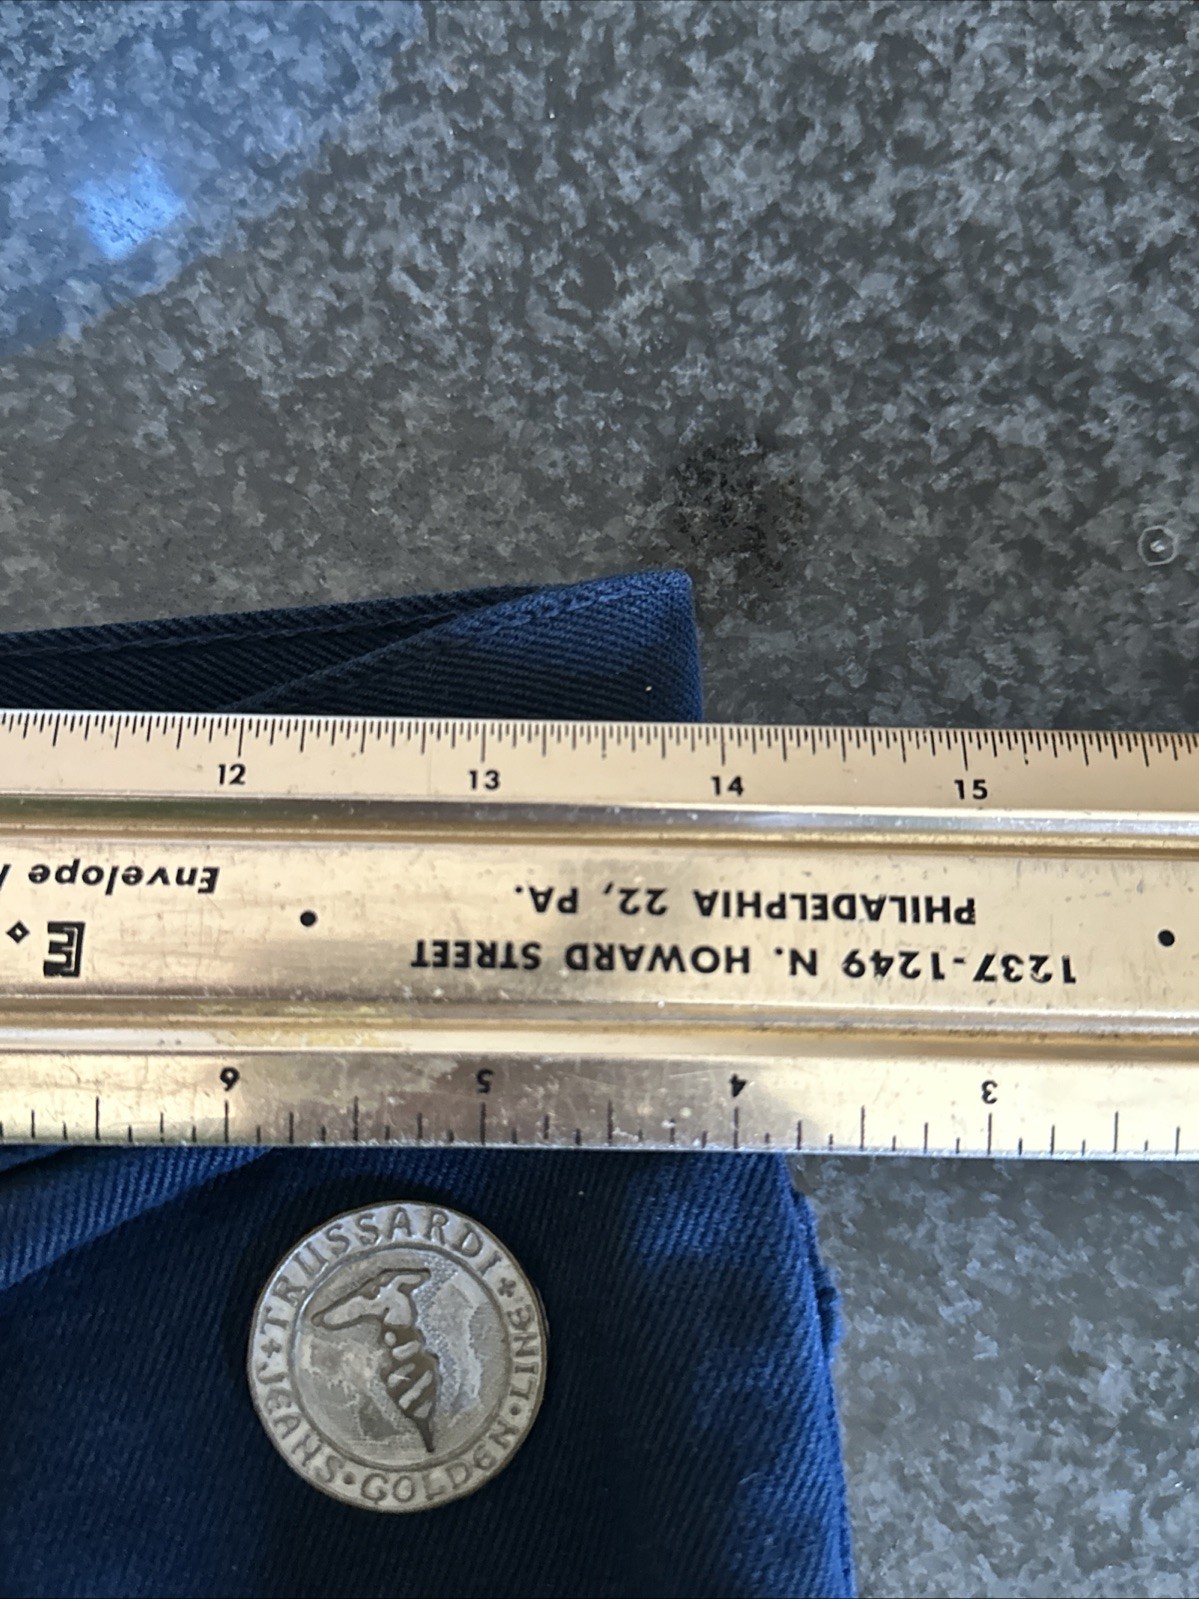 12 13 14 15
Envelope
PHILADELPHIA 22, PA.
1237-1249 N. HOWARD STREET
6 5 4 3
TRUSSARDI
JEANS · GOLDEN · LINE